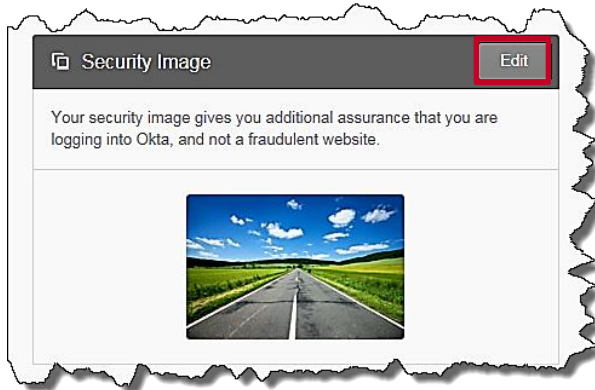 Security Image
Edit
Your security image gives you additional assurance that you are
logging into Okta, and not a fraudulent website.